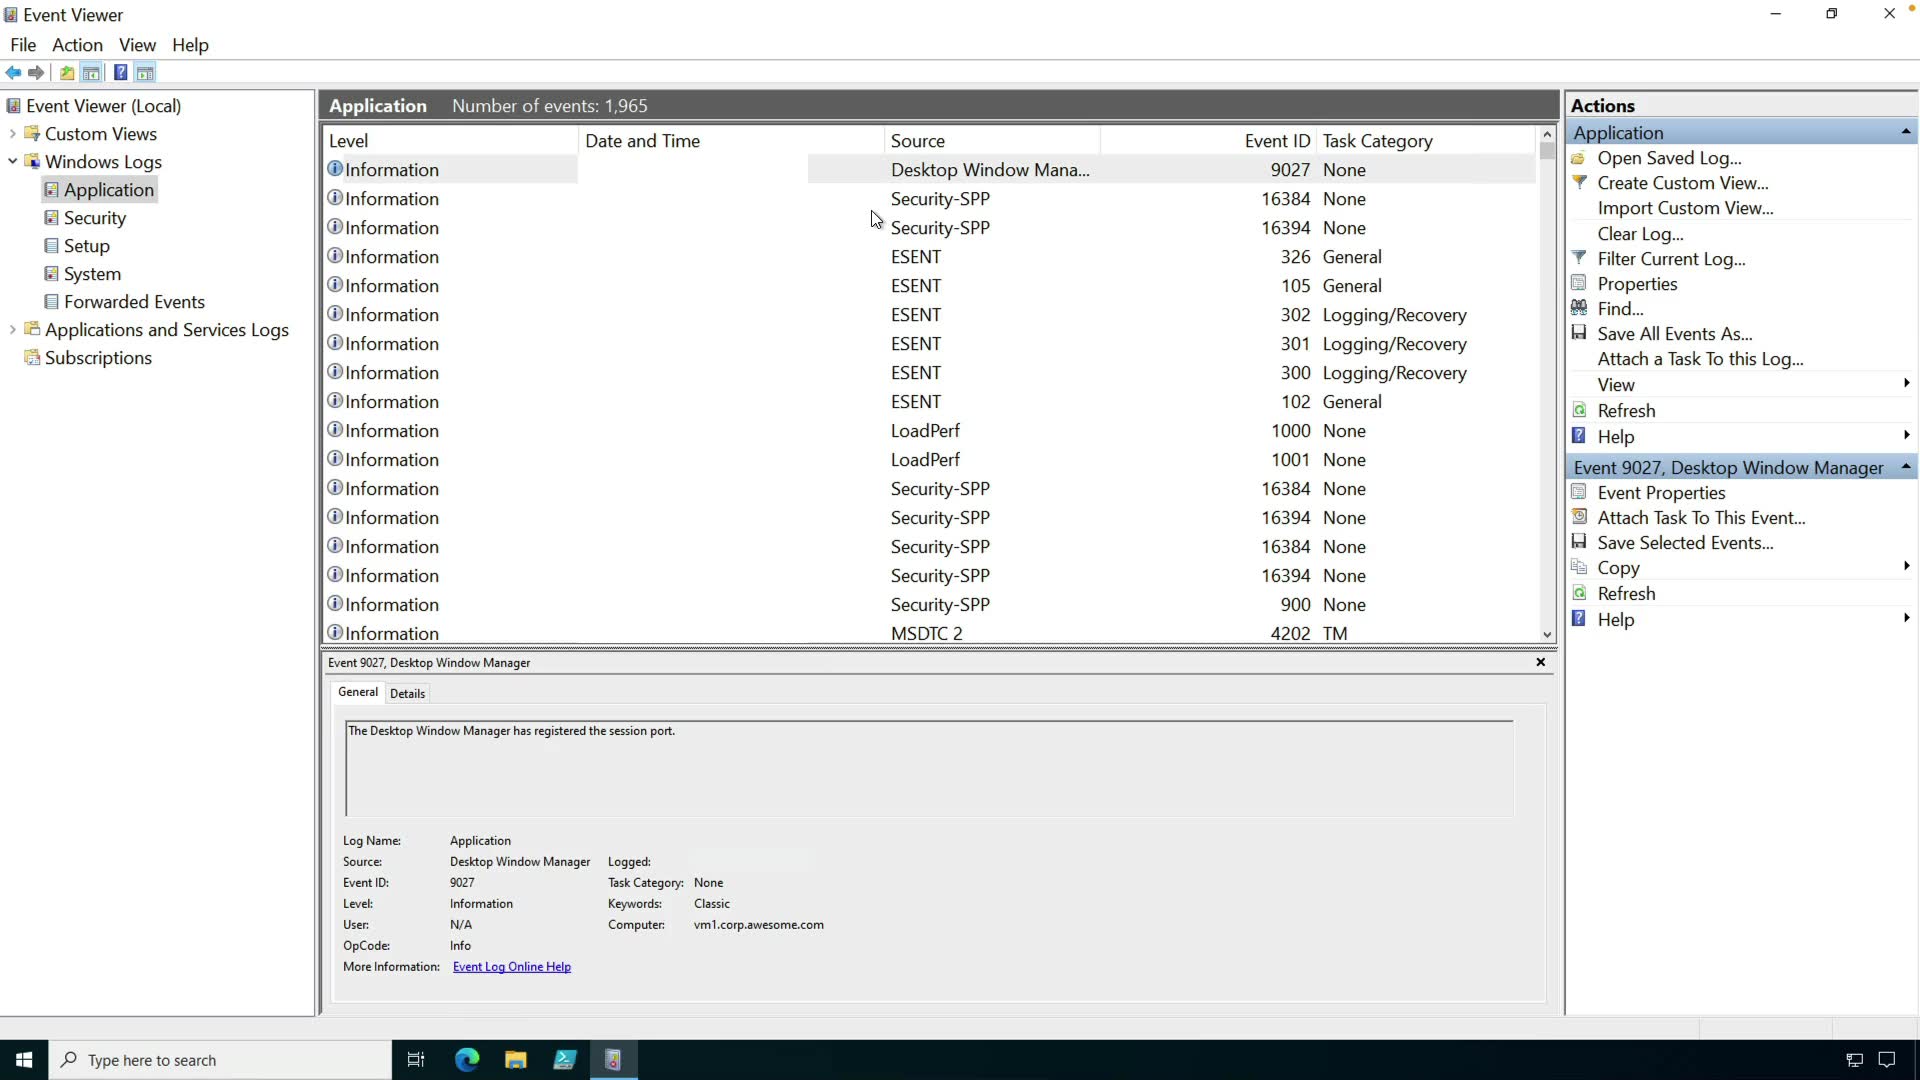 Event Viewer
File Action View Help
Event Viewer (Local)
Custom Views
Windows Logs
Application
Security
Setup
System
Forwarded Events
Applications and Services Logs
Subscriptions
Application Number of events: 1,965
Level Date and Time Source Event ID Task Category
Information Desktop Window Mana... 9027 None
Information Security-SPP 16384 None
Information Security-SPP 16394 None
Information ESENT 326 General
Information ESENT 105 General
Information ESENT 302 Logging/Recovery
Information ESENT 301 Logging/Recovery
Information ESENT 300 Logging/Recovery
Information ESENT 102 General
Information LoadPerf 1000 None
Information LoadPerf 1001 None
Information Security-SPP 16384 None
Information Security-SPP 16394 None
Information Security-SPP 16384 None
Information Security-SPP 16394 None
Information Security-SPP 900 None
Information MSDTC 2 4202 TM
Event 9027, Desktop Window Manager
General Details
The Desktop Window Manager has registered the session port.
Log Name: Application
Source: Desktop Window Manager Logged:
Event ID: 9027 Task Category: None
Level: Information Keywords: Classic
User: N/A Computer: vm1.corp.awesome.com
OpCode: Info
More Information: Event Log Online Help
Actions
Application
Open Saved Log...
Create Custom View...
Import Custom View...
Clear Log...
Filter Current Log...
Properties
Find...
Save All Events As...
Attach a Task To this Log...
View
Refresh
Help
Event 9027, Desktop Window Manager
Event Properties
Attach Task To This Event...
Save Selected Events...
Copy
Refresh
Help
Type here to search